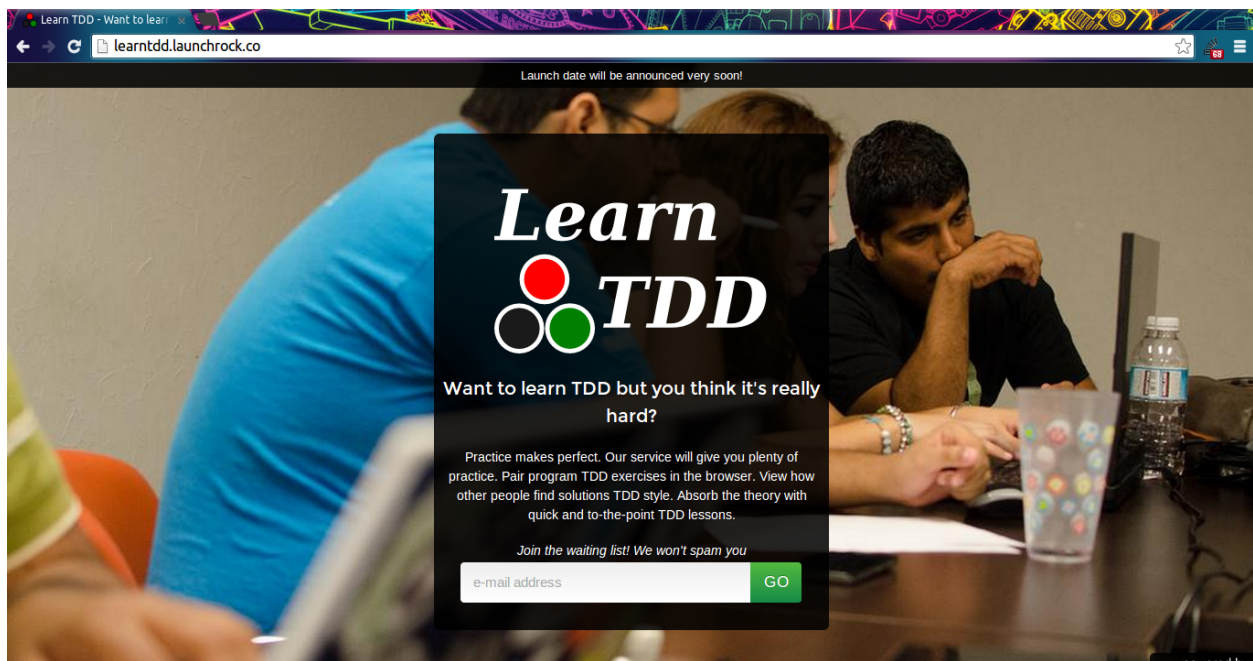 Learn TDD - Want to lear
learntdd.launchrock.co
68
Launch date will be announced very soon!
Learn
TDD
Want to learn TDD but you think it's really
hard?
Practice makes perfect. Our service will give you plenty of
practice. Pair program TDD exercises in the browser. View how
other people find solutions TDD style. Absorb the theory with
quick and to-the-point TDD lessons.
Join the waiting list! We won't spam you
e-mail address
GO